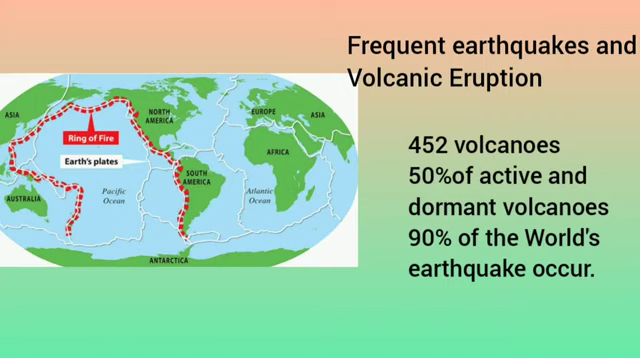 Frequent earthquakes and
Volcanic Eruption
452 volcanoes
50%of active and
dormant volcanoes
90% of the World's
earthquake occur.
ASIA
NORTH
AMERICA
EUROPE
ASIA
Ring of Fire
AFRICA
Earth's plates
SOUTH
AMERICA
AUSTRALIA
Pacific
Ocean
Atlantic
Ocean
ANTARCTICA